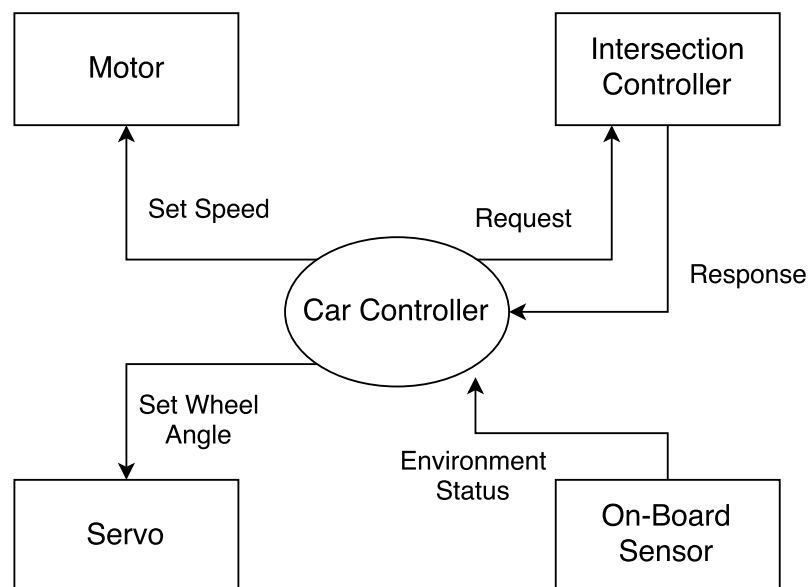 Motor
Intersection
Controller
Set Speed
Request
Response
Car Controller
Set Wheel
Angle
Environment
Status
Servo
On-Board
Sensor